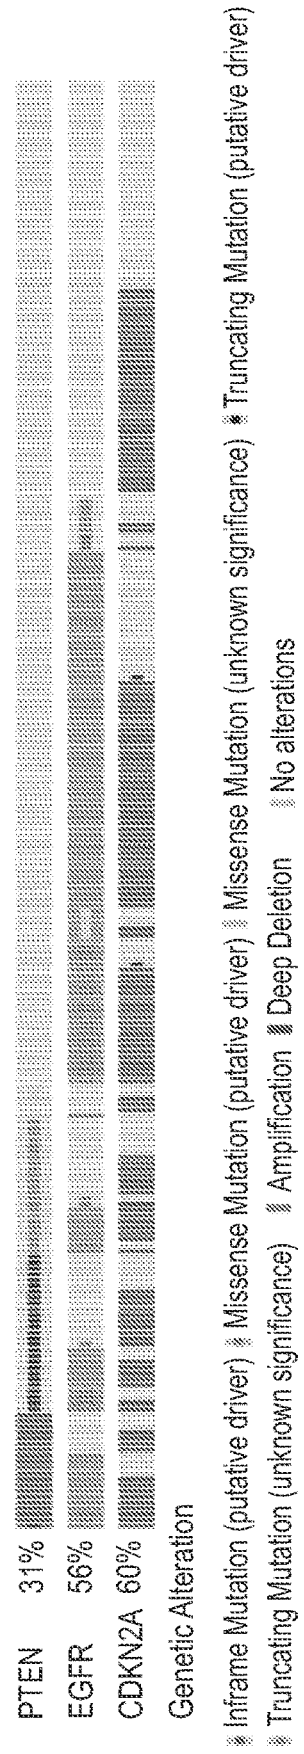 PTEN 31%
EGFR 56%
CDKN2A 60%
Genetic Alteration
Inframe Mutation (putative driver) Missense Mutation (putative driver) Missense Mutation (unknown significance) Truncating Mutation (putative driver)
Truncating Mutation (unknown significance) Amplification Deep Deletion No alterations